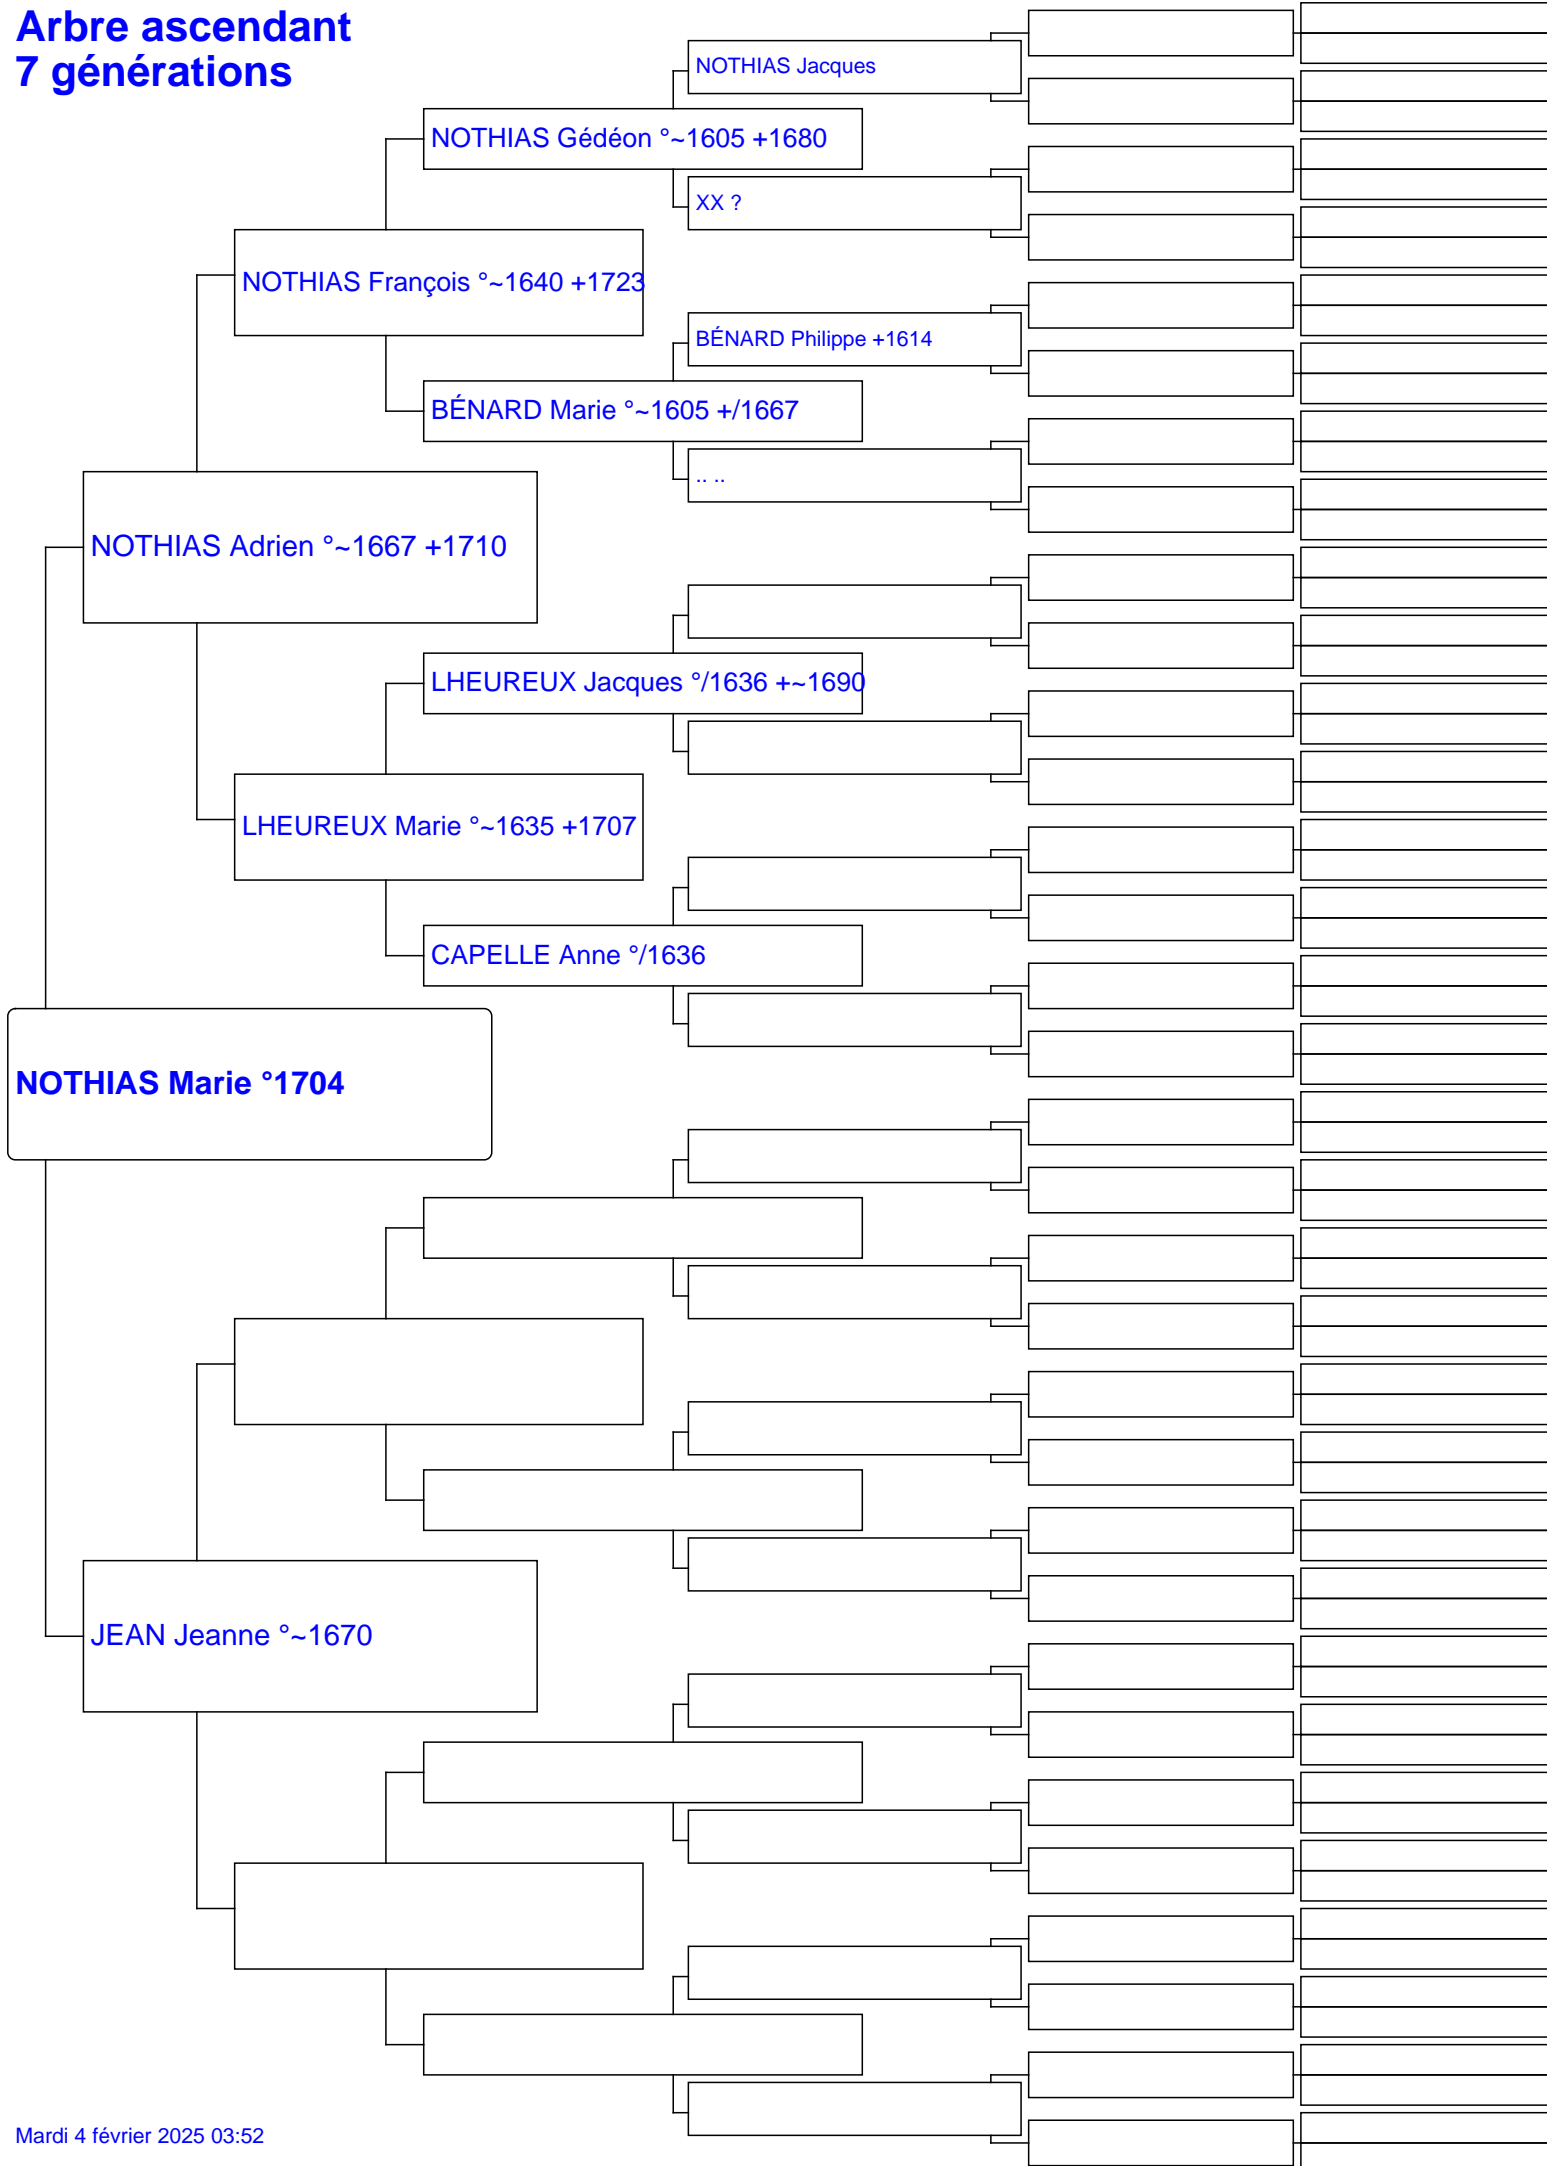 Arbre ascendant
7 générations
NOTHIAS Jacques
NOTHIAS Gédéon °~1605 +1680
XX ?
NOTHIAS François °~1640 +1723
BÉNARD Philippe +1614
BÉNARD Marie °~1605 +/1667
.. ..
NOTHIAS Adrien °~1667 +1710
LHEUREUX Jacques °/1636 +~1690
LHEUREUX Marie °~1635 +1707
CAPELLE Anne °/1636
NOTHIAS Marie °1704
JEAN Jeanne °~1670
Mardi 4 février 2025 03:52